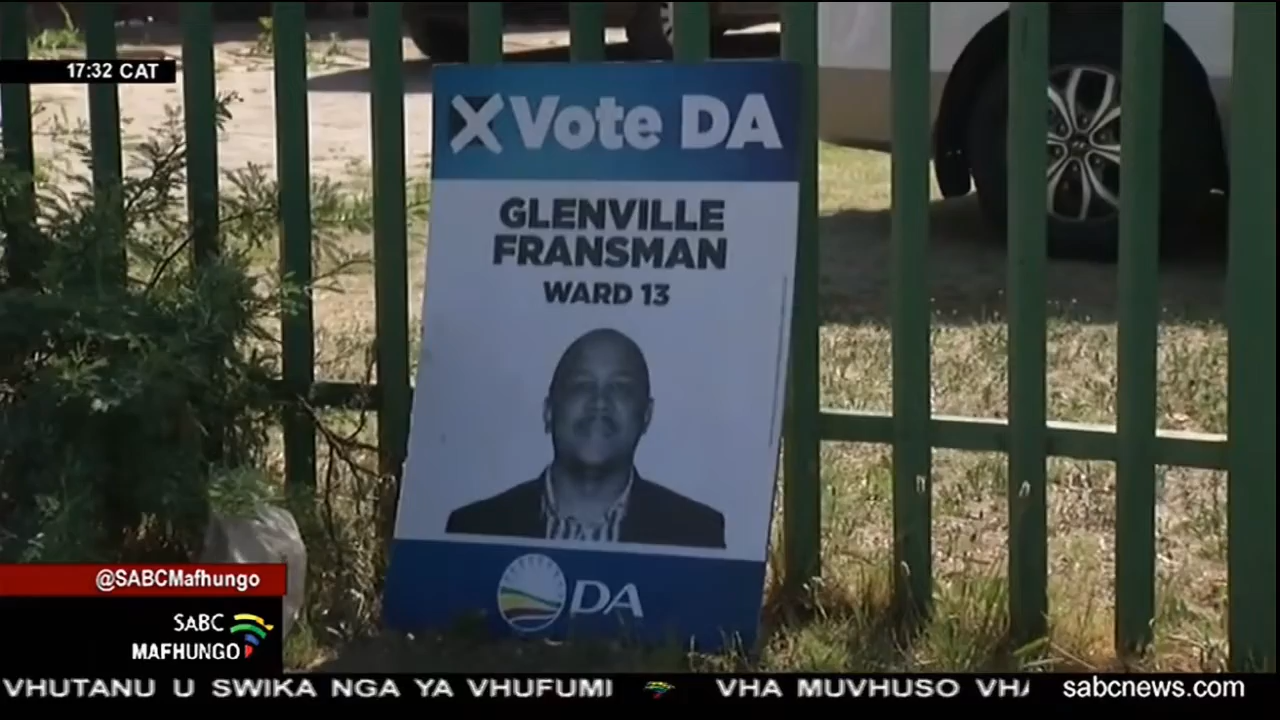 17:32 CAT
Vote DA
GLENVILLE
FRANSMAN
WARD 13
DA
@SABCMafhungo
SABC
MAFHUNGO
VHUTANU U SWIKA NGA YA VHUFUMI
VHA MUVHUSO VHA
sabcnews.com